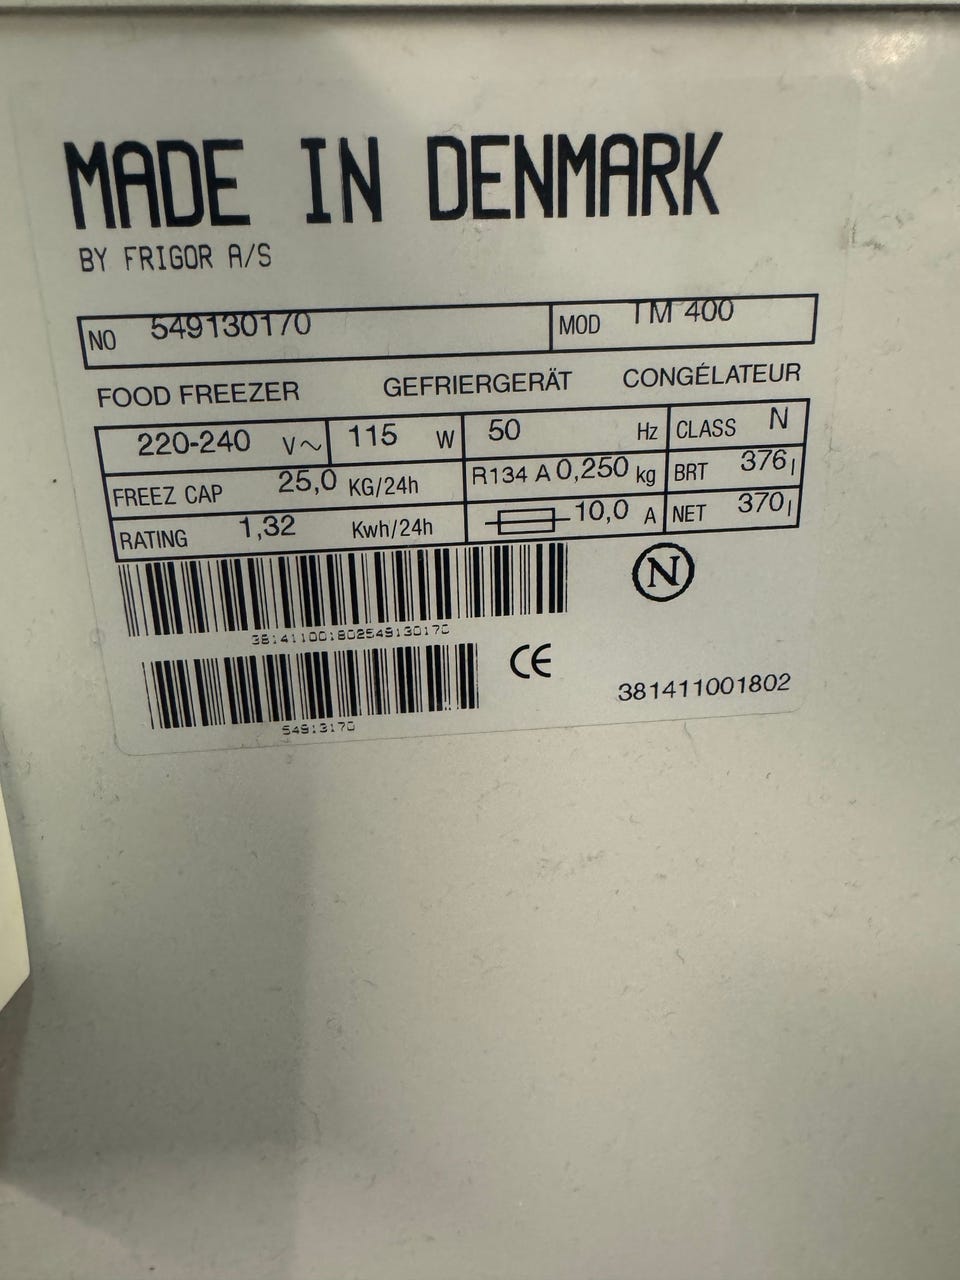 MADE IN DENMARK
BY FRIGOR A/S
NO 549130170 MOD TM 400
FOOD FREEZER GEFRIERGERÄT CONGÉLATEUR
220-240 V~ 115 W 50 Hz CLASS N
FREEZ CAP 25,0 KG/24h R134 A 0,250 kg BRT 376 l
RATING 1,32 Kwh/24h 10,0 A NET 370 l
N
381411001802549130170
CE
381411001802
54913170